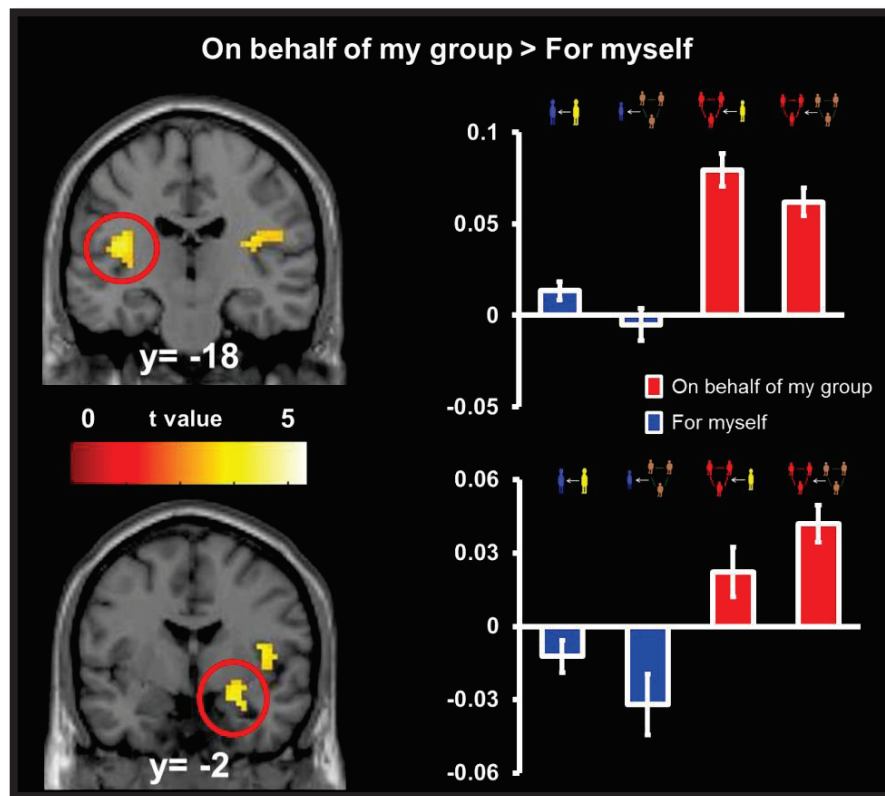 On behalf of my group > For myself
y= -18
0 t value 5
y= -2
0.1
0.05
0
-0.05
On behalf of my group
For myself
0.06
0.03
0
-0.03
-0.06